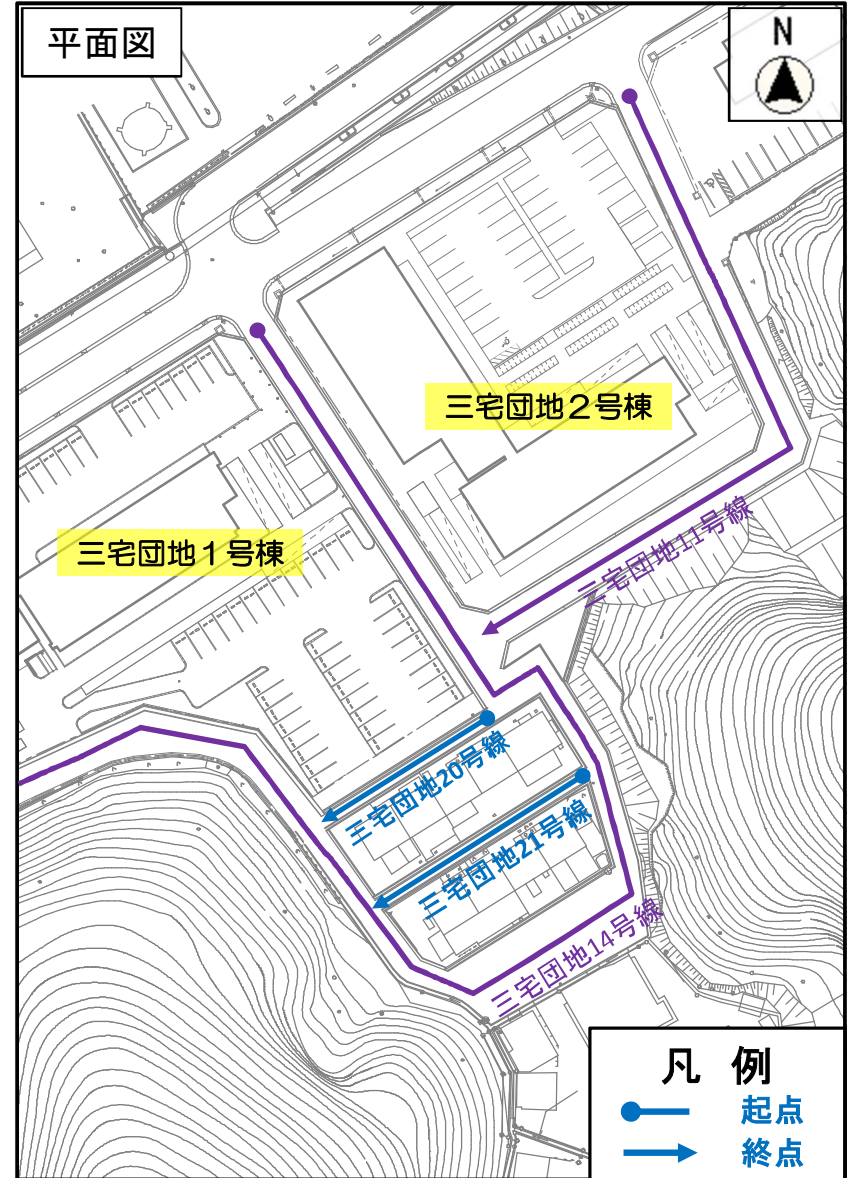 平面図
N
三宅団地２号棟
三宅団地１号棟
三宅団地11号線
三宅団地20号線
三宅団地21号線
三宅団地14号線
凡 例
起点
終点